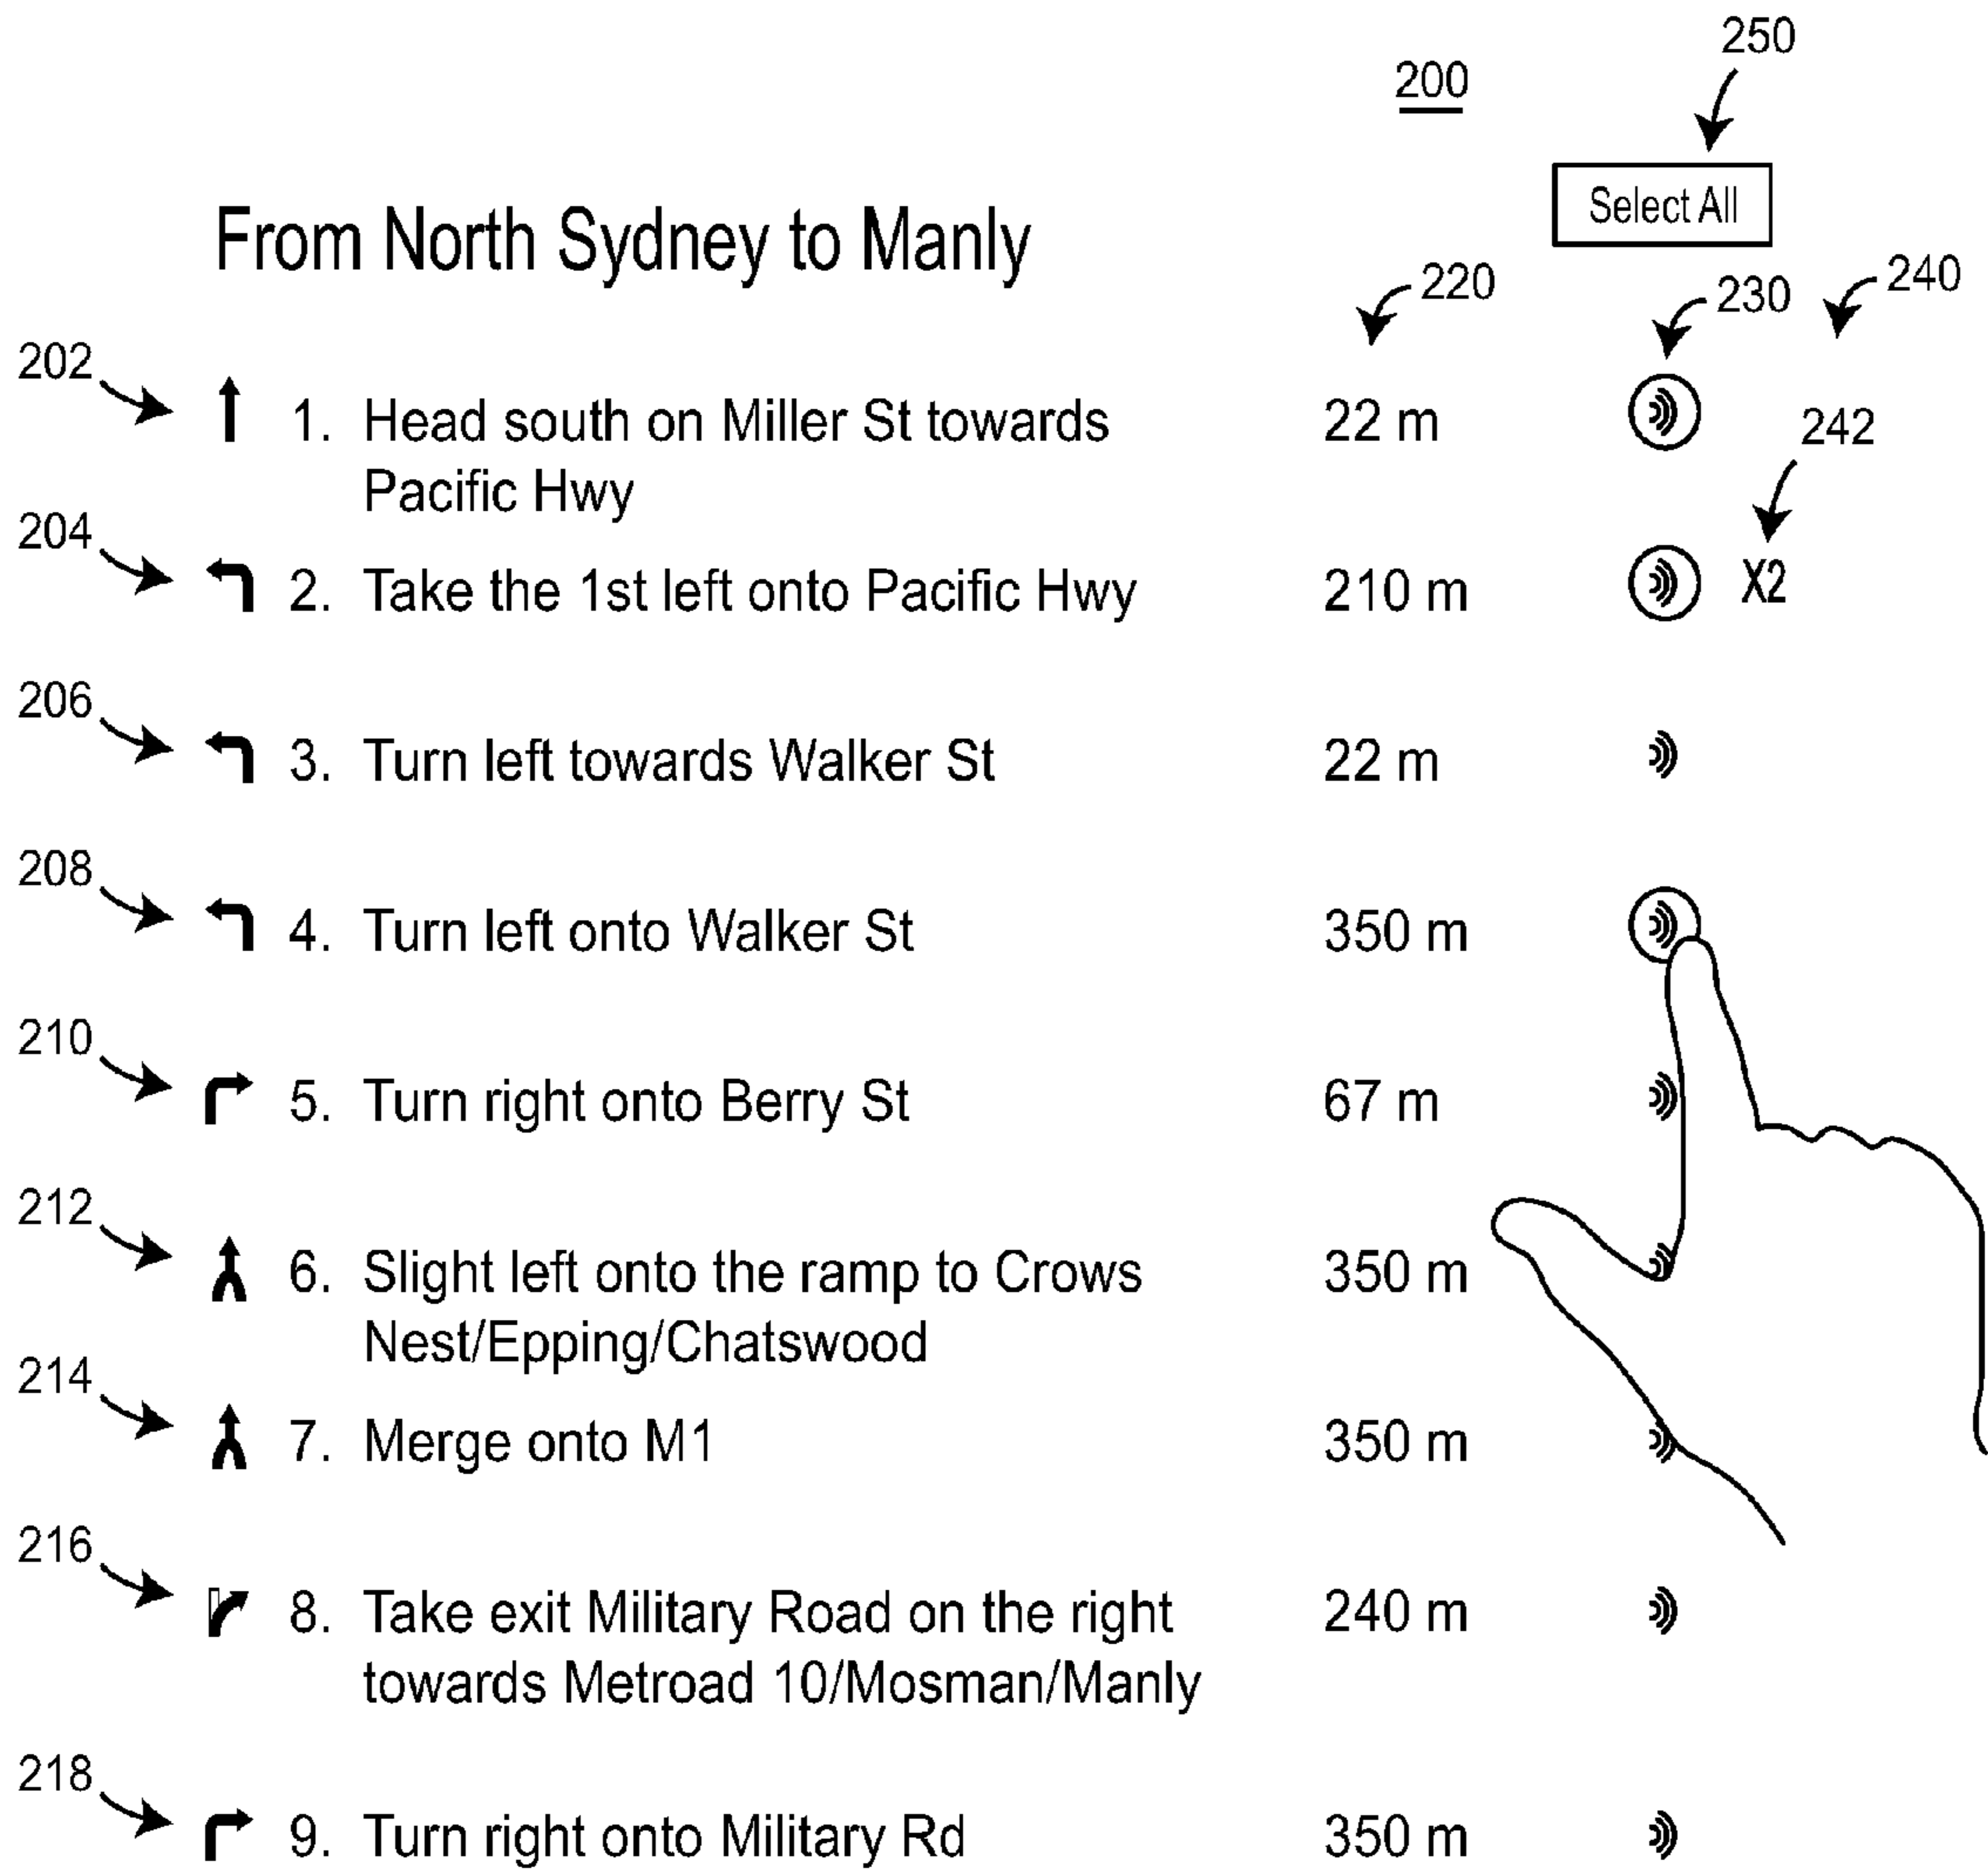 250
200
Select All
From North Sydney to Manly
220
230
240
202
1. Head south on Miller St towards
Pacific Hwy
22 m
242
204
2. Take the 1st left onto Pacific Hwy
210 m
X2
206
3. Turn left towards Walker St
22 m
208
4. Turn left onto Walker St
350 m
210
5. Turn right onto Berry St
67 m
212
6. Slight left onto the ramp to Crows
Nest/Epping/Chatswood
350 m
214
7. Merge onto M1
350 m
216
8. Take exit Military Road on the right
towards Metroad 10/Mosman/Manly
240 m
218
9. Turn right onto Military Rd
350 m